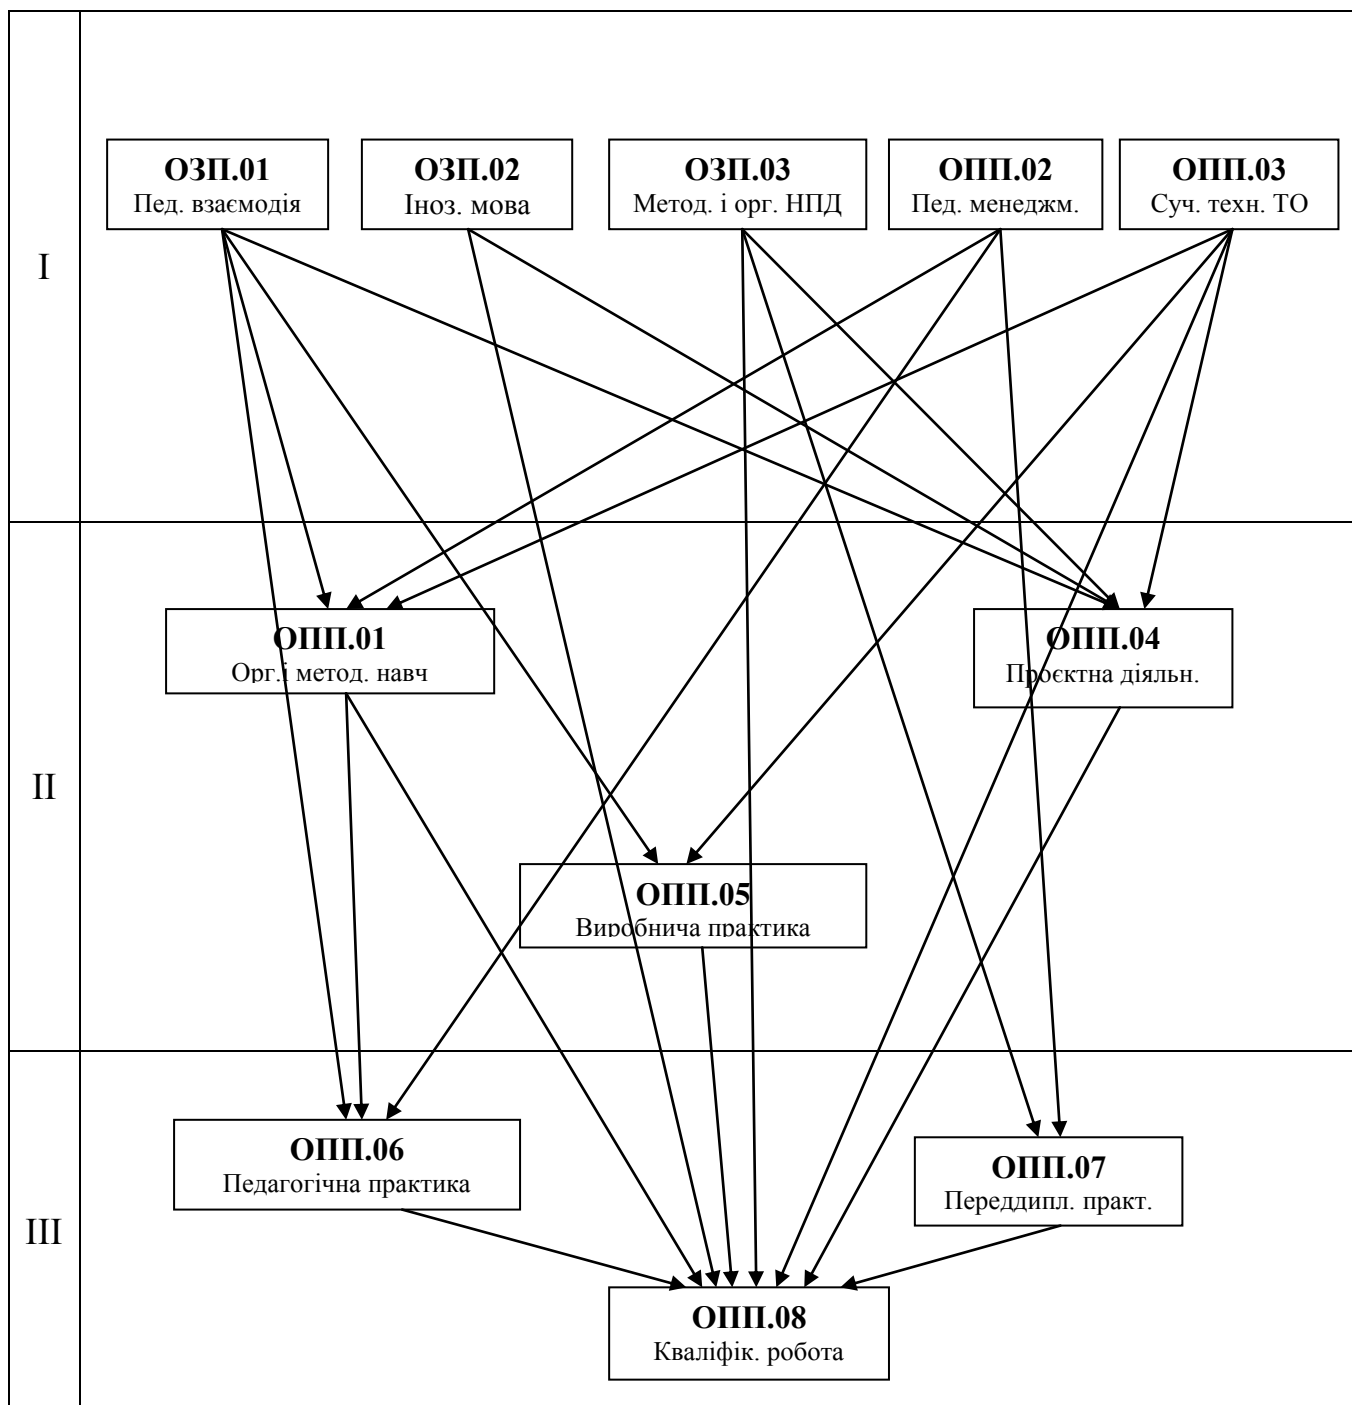 ОЗП.01
Пед. взаємодія
ОЗП.02
Іноз. мова
ОЗП.03
Метод. і орг. НПД
ОПП.02
Пед. менеджм.
ОПП.03
Суч. техн. ТО
I
ОПП.01
Орг.і метод. навч
ОПП.04
Проєктна діяльн.
II
ОПП.05
Виробнича практика
ОПП.06
Педагогічна практика
ОПП.07
Переддипл. практ.
III
ОПП.08
Кваліфік. робота